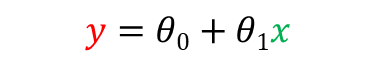 y = θ₀ + θ₁x